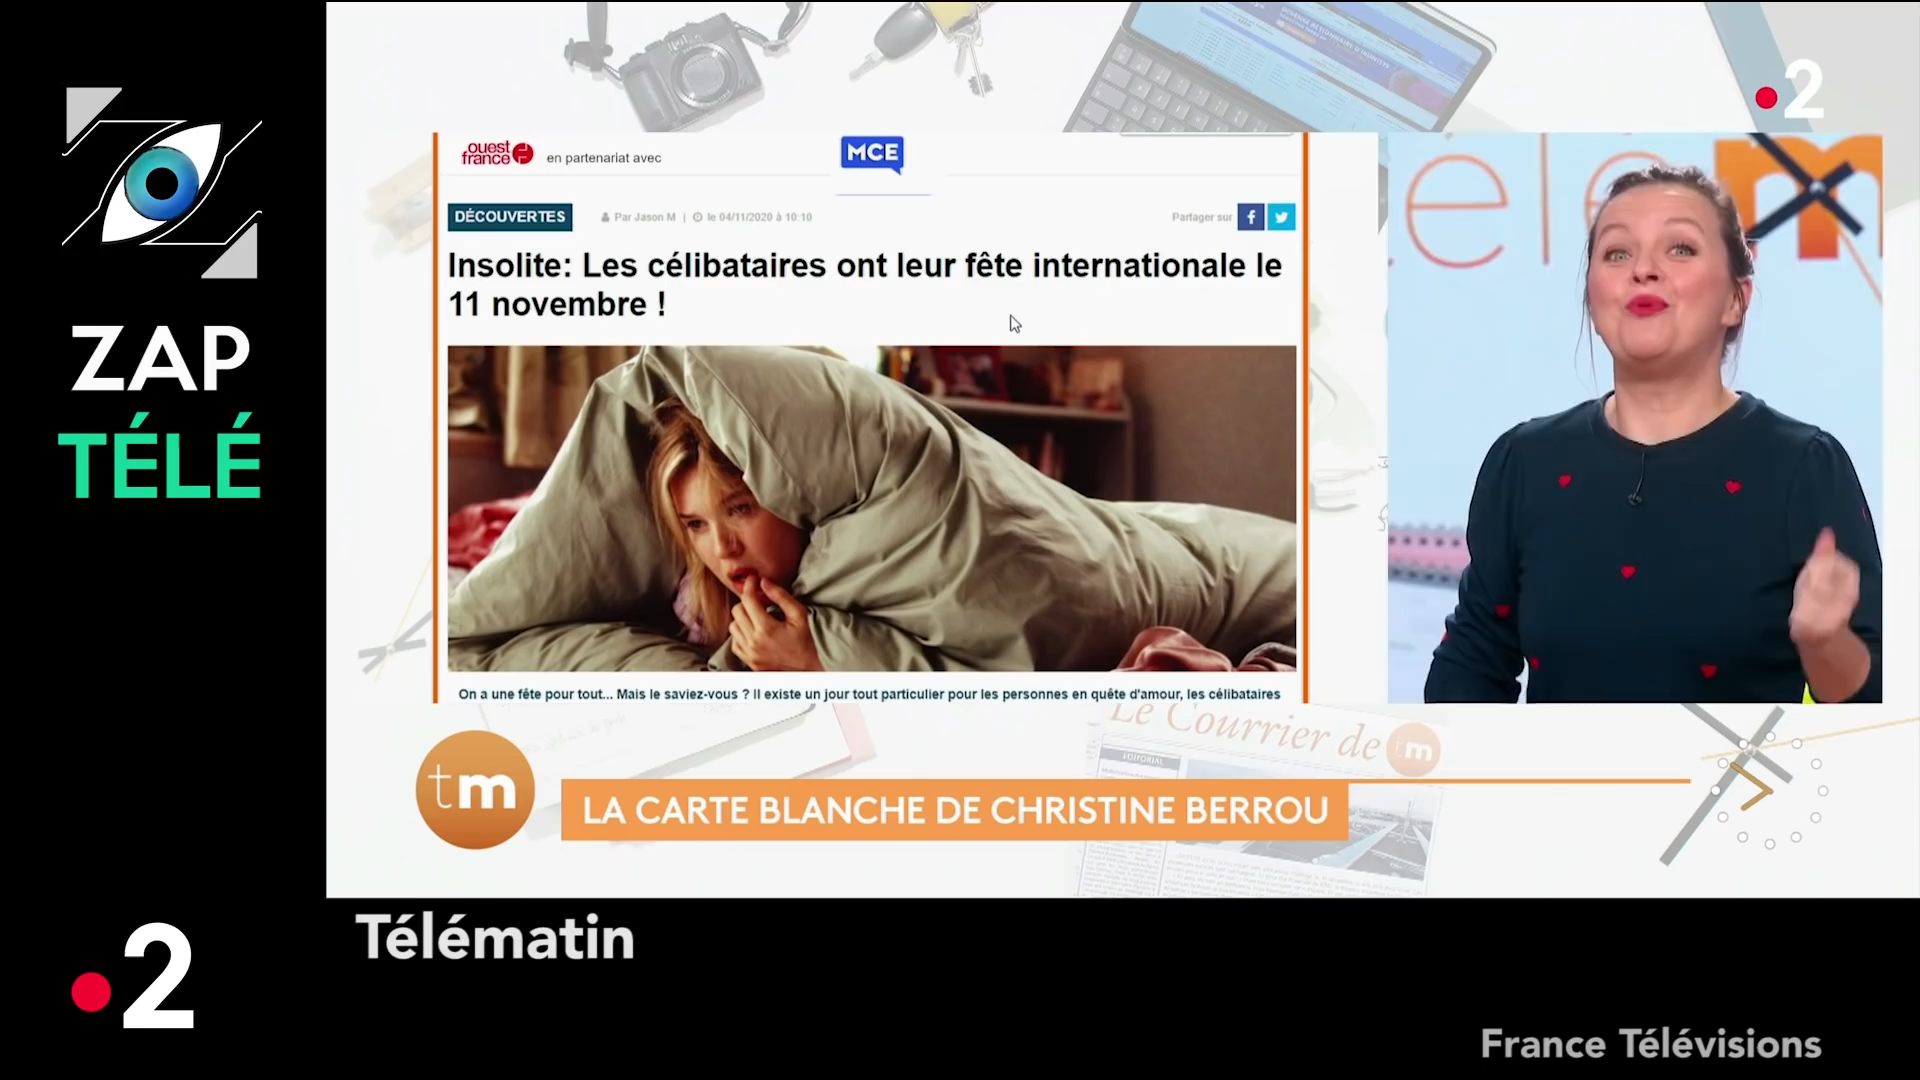 ZAP
TÉLÉ
2
2
ouest
france
en partenariat avec
MCE
DÉCOUVERTES
Par Jason M | le 04/11/2020 à 10:10
Partager sur
Insolite: Les célibataires ont leur fête internationale le
11 novembre !
On a une fête pour tout... Mais le saviez-vous ? Il existe un jour tout particulier pour les personnes en quête d'amour, les célibataires
télém
Le Courrier de tm
EDITORIAL
tm
LA CARTE BLANCHE DE CHRISTINE BERROU
Télématin
France Télévisions